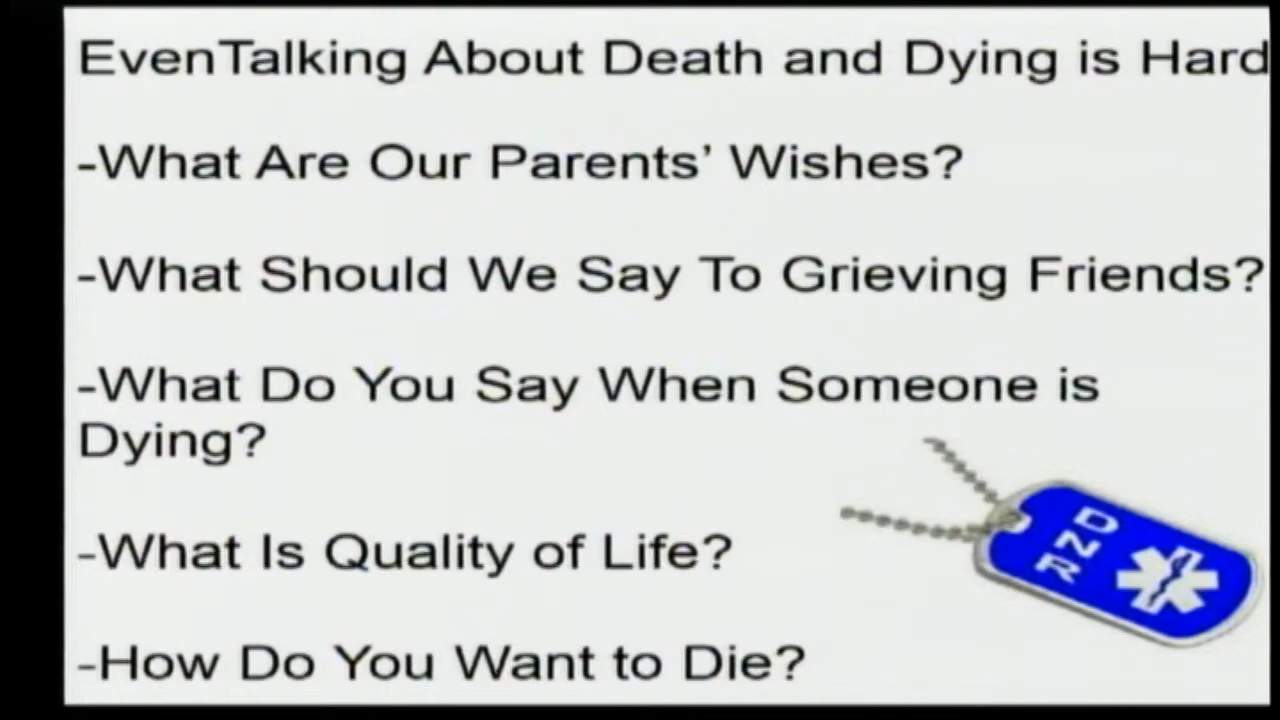 EvenTalking About Death and Dying is Hard
-What Are Our Parents' Wishes?
-What Should We Say To Grieving Friends?
-What Do You Say When Someone is
Dying?
-What Is Quality of Life?
-How Do You Want to Die?
DNR